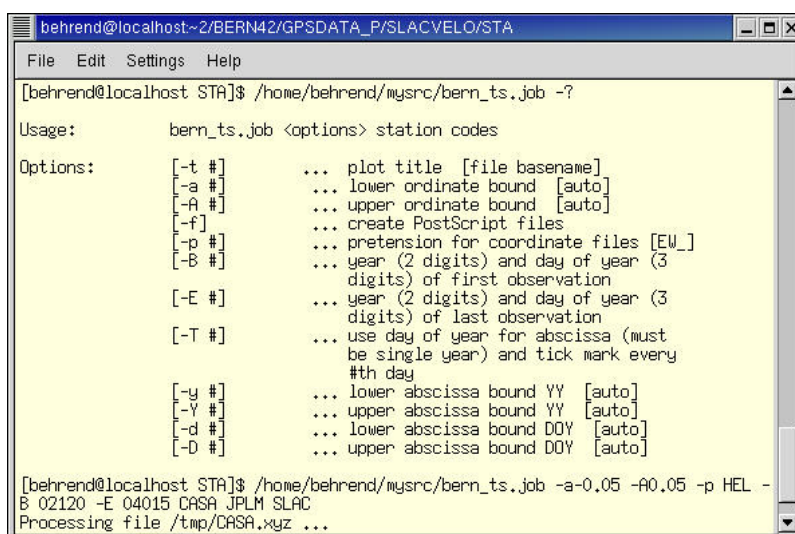 behrend@localhost:~2/BERN42/GPSDATA_P/SLACVELO/STA
File Edit Settings Help
[behrend@localhost STA]$ /home/behrend/mysrc/bern_ts.job -?
Usage: bern_ts.job <options> station codes
Options: [-t #] ... plot title [file basename]
[-a #] ... lower ordinate bound [auto]
[-A #] ... upper ordinate bound [auto]
[-f] ... create PostScript files
[-p #] ... pretension for coordinate files [EW_]
[-B #] ... year (2 digits) and day of year (3
digits) of first observation
[-E #] ... year (2 digits) and day of year (3
digits) of last observation
[-T #] ... use day of year for abscissa (must
be single year) and tick mark every
#th day
[-y #] ... lower abscissa bound YY [auto]
[-Y #] ... upper abscissa bound YY [auto]
[-d #] ... lower abscissa bound DOY [auto]
[-D #] ... upper abscissa bound DOY [auto]
[behrend@localhost STA]$ /home/behrend/mysrc/bern_ts.job -a-0.05 -A0.05 -p HEL -
B 02120 -E 04015 CASA JPLM SLAC
Processing file /tmp/CASA.xyz ...